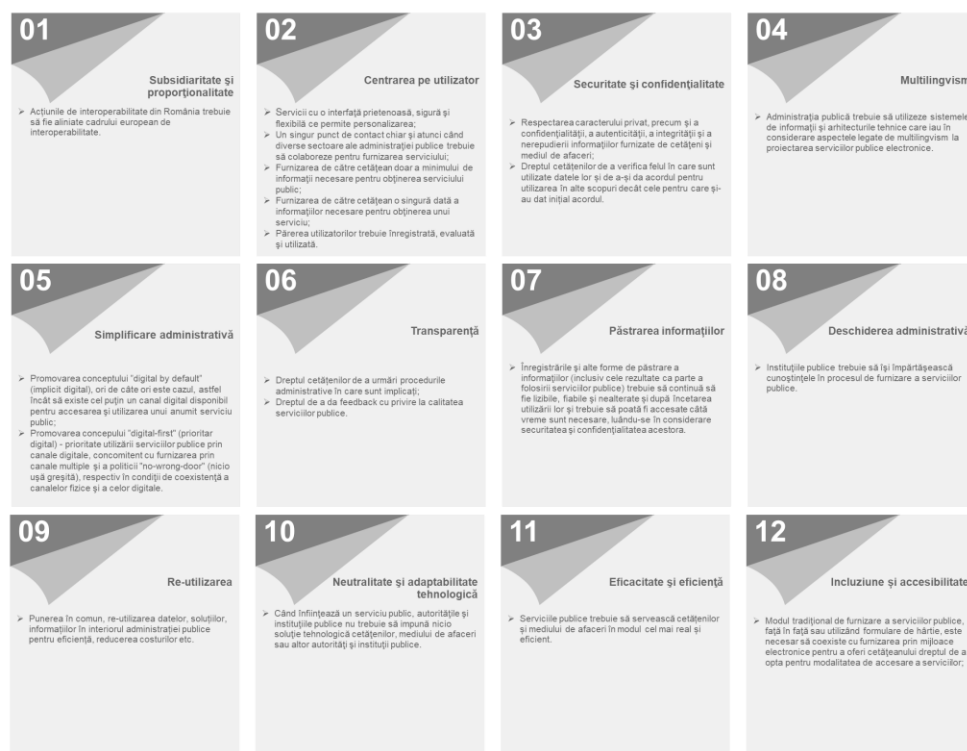 01
Subsidiaritate și
proporționalitate
➢ Acțiunile de interoperabilitate din România trebuie
să fie aliniate cadrului european de
interoperabilitate.
02
Centrarea pe utilizator
➢ Servicii cu o interfață prietenoasă, sigură și
flexibilă ce permite personalizarea;
➢ Un singur punct de contact chiar și atunci când
diverse sectoare ale administrației publice trebuie
să colaboreze pentru furnizarea serviciului;
➢ Furnizarea de către cetățean doar a minimului de
informații necesare pentru obținerea serviciului
public;
➢ Furnizarea de către cetățean o singură dată a
informațiilor necesare pentru obținerea unui
serviciu;
➢ Părerea utilizatorilor trebuie înregistrată, evaluată
și utilizată.
03
Securitate și confidențialitate
➢ Respectarea caracterului privat, precum și a
confidențialității, a autenticității, a integrității și a
nerepudierii informațiilor furnizate de cetățeni și
mediul de afaceri;
➢ Dreptul cetățenilor de a verifica felul în care sunt
utilizate datele lor și de a-și da acordul pentru
utilizarea în alte scopuri decât cele pentru care și-
au dat inițial acordul.
04
Multilingvism
➢ Administrația publică trebuie să utilizeze sistemele
de informații și arhitecturile tehnice care iau în
considerare aspectele legate de multilingvism la
proiectarea serviciilor publice electronice.
05
Simplificare administrativă
➢ Promovarea conceptului "digital by default"
(implicit digital), ori de câte ori este cazul, astfel
încât să existe cel puțin un canal digital disponibil
pentru accesarea și utilizarea unui anumit serviciu
public;
➢ Promovarea concepului "digital-first" (prioritar
digital) - prioritate utilizării serviciilor publice prin
canale digitale, concomitent cu furnizarea prin
canale multiple și a politicii "no-wrong-door" (nicio
ușă greșită), respectiv în condiții de coexistență a
canalelor fizice și a celor digitale.
06
Transparență
➢ Dreptul cetățenilor de a urmări procedurile
administrative în care sunt implicați;
➢ Dreptul de a da feedback cu privire la calitatea
serviciilor publice.
07
Păstrarea informațiilor
➢ Înregistrările și alte forme de păstrare a
informațiilor (inclusiv cele rezultate ca parte a
folosirii serviciilor publice) trebuie să continuă să
fie lizibile, fiabile și nealterate și după încetarea
utilizării lor și trebuie să poată fi accesate câtă
vreme sunt necesare, luându-se în considerare
securitatea și confidențialitatea acestora.
08
Deschiderea administrativă
➢ Instituțiile publice trebuie să își împărtășească
cunoștințele în procesul de furnizare a serviciilor
publice.
09
Re-utilizarea
➢ Punerea în comun, re-utilizarea datelor, soluțiilor,
informațiilor în interiorul administrației publice
pentru eficiență, reducerea costurilor etc.
10
Neutralitate și adaptabilitate
tehnologică
➢ Când înființează un serviciu public, autoritățile și
instituțiile publice nu trebuie să impună nicio
soluție tehnologică cetățenilor, mediului de afaceri
sau altor autorități și instituții publice.
11
Eficacitate și eficiență
➢ Serviciile publice trebuie să servească cetățenilor
și mediului de afaceri în modul cel mai real și
eficient.
12
Incluziune și accesibilitate
➢ Modul tradițional de furnizare a serviciilor publice,
față în față sau utilizând formulare de hârtie, este
necesar să coexiste cu furnizarea prin mijloace
electronice pentru a oferi cetățeanului dreptul de a
opta pentru modalitatea de accesare a serviciilor;